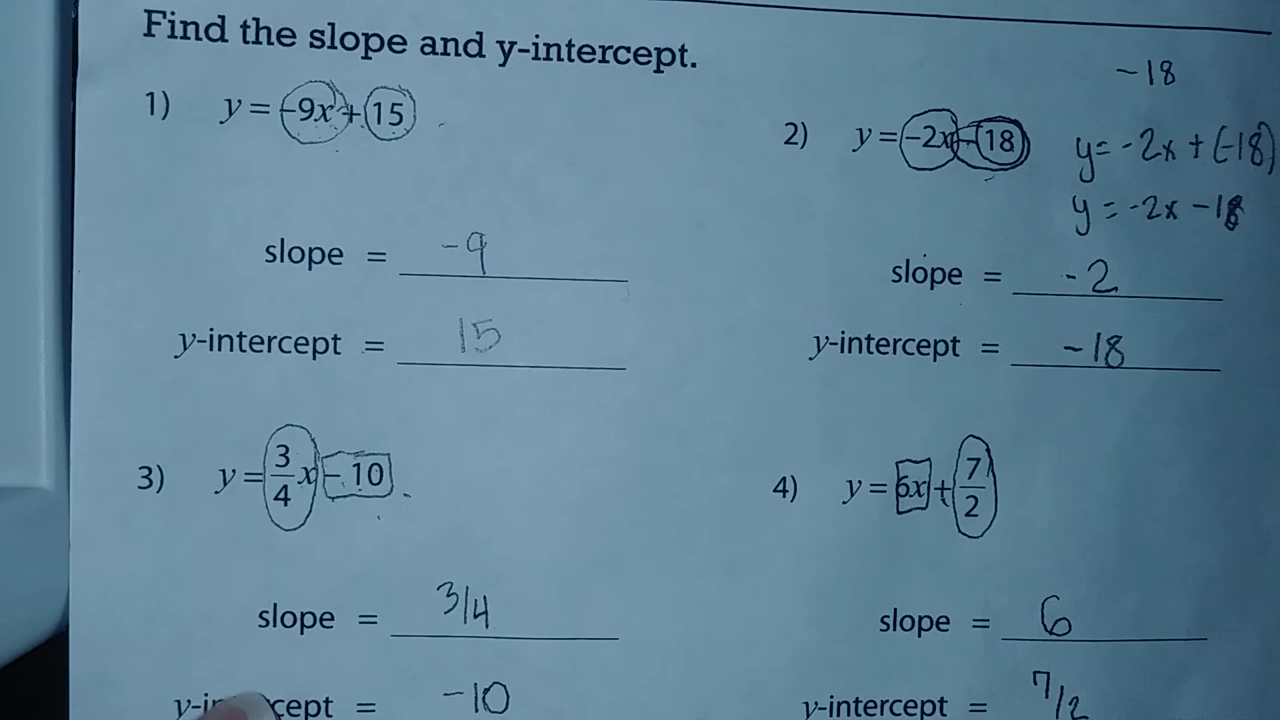 Find the slope and y-intercept.
1) y = -9x + 15
slope = -9
y-intercept = 15
2) y = -2x - 18
-18
y = -2x + (-18)
y = -2x - 18
slope = -2
y-intercept = -18
3) y = 3/4 x - 10
slope = 3/4
y-intercept = -10
4) y = 6x + 7/2
slope = 6
y-intercept = 7/2